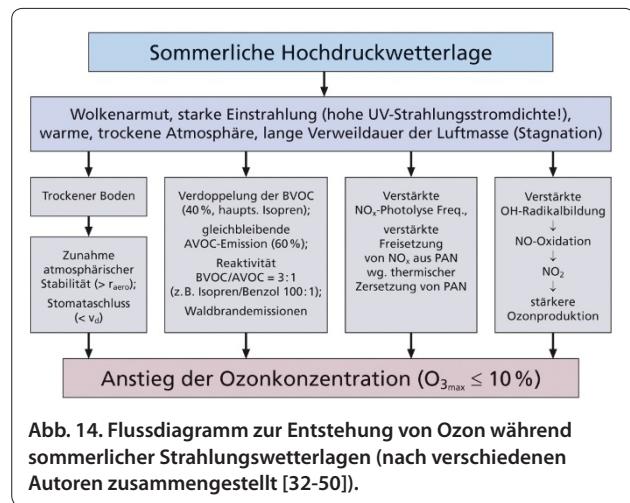 Sommerliche Hochdruckwetterlage
Wolkenarmut, starke Einstrahlung (hohe UV-Strahlungsstromdichte!),
warme, trockene Atmosphäre, lange Verweildauer der Luftmasse (Stagnation)
Trockener Boden
Zunahme
atmosphärischer
Stabilität (> r_aero);
Stomataschluss
(< v_d)
Verdoppelung der BVOC
(40 %, haupts. Isopren);
gleichbleibende
AVOC-Emission (60 %);
Reaktivität
BVOC/AVOC = 3 : 1
(z. B. Isopren/Benzol 100 : 1);
Waldbrandemissionen
Verstärkte
NOₓ-Photolyse Freq.,
verstärkte
Freisetzung
von NOₓ aus PAN
wg. thermischer
Zersetzung von PAN
Verstärkte
OH-Radikalbildung
↓
NO-Oxidation
↓
NO₂
↓
stärkere
Ozonproduktion
Anstieg der Ozonkonzentration (O₃max ≤ 10 %)
Abb. 14. Flussdiagramm zur Entstehung von Ozon während
sommerlicher Strahlungswetterlagen (nach verschiedenen
Autoren zusammengestellt [32-50]).